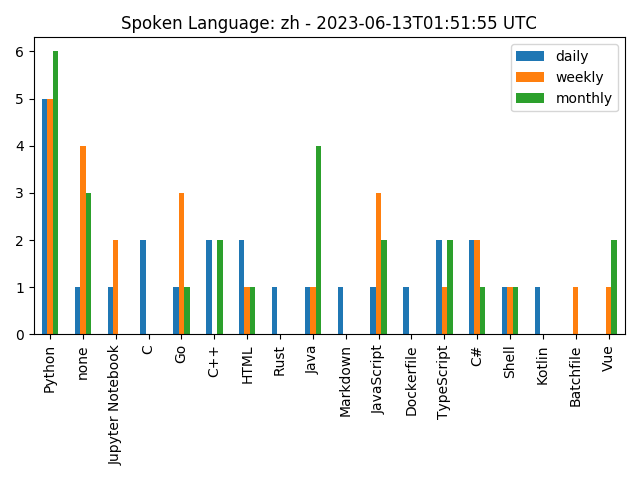 Spoken Language: zh - 2023-06-13T01:51:55 UTC
daily
weekly
monthly
6
5
4
3
2
1
0
Python
none
Jupyter Notebook
C
Go
C++
HTML
Rust
Java
Markdown
JavaScript
Dockerfile
TypeScript
C#
Shell
Kotlin
Batchfile
Vue